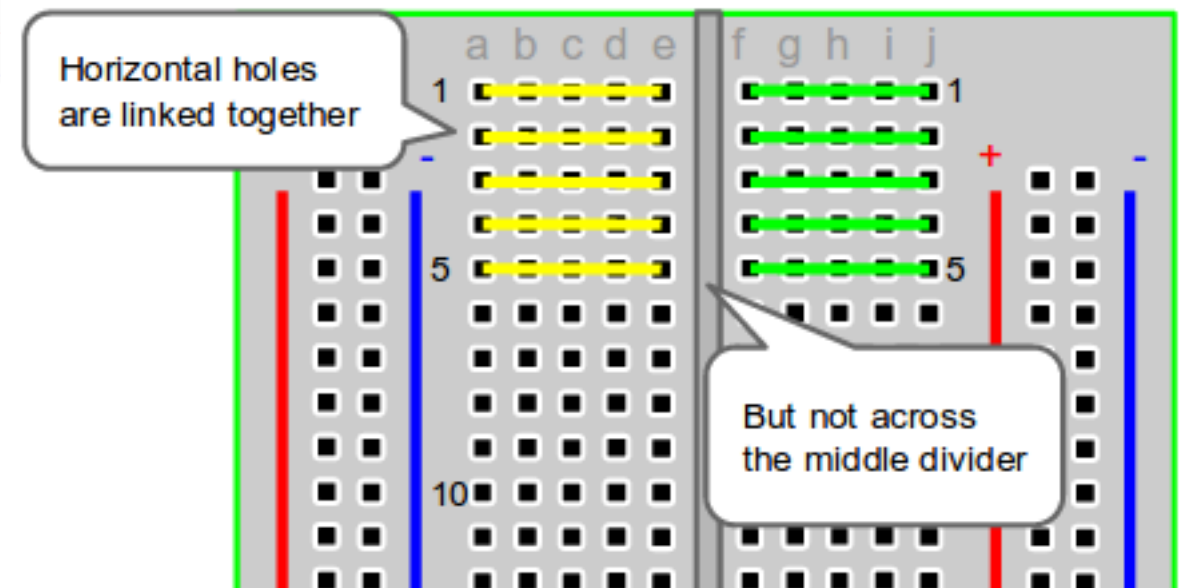 Horizontal holes
are linked together
a b c d e f g h i j
1 1
- + -
5 5
But not across
the middle divider
10